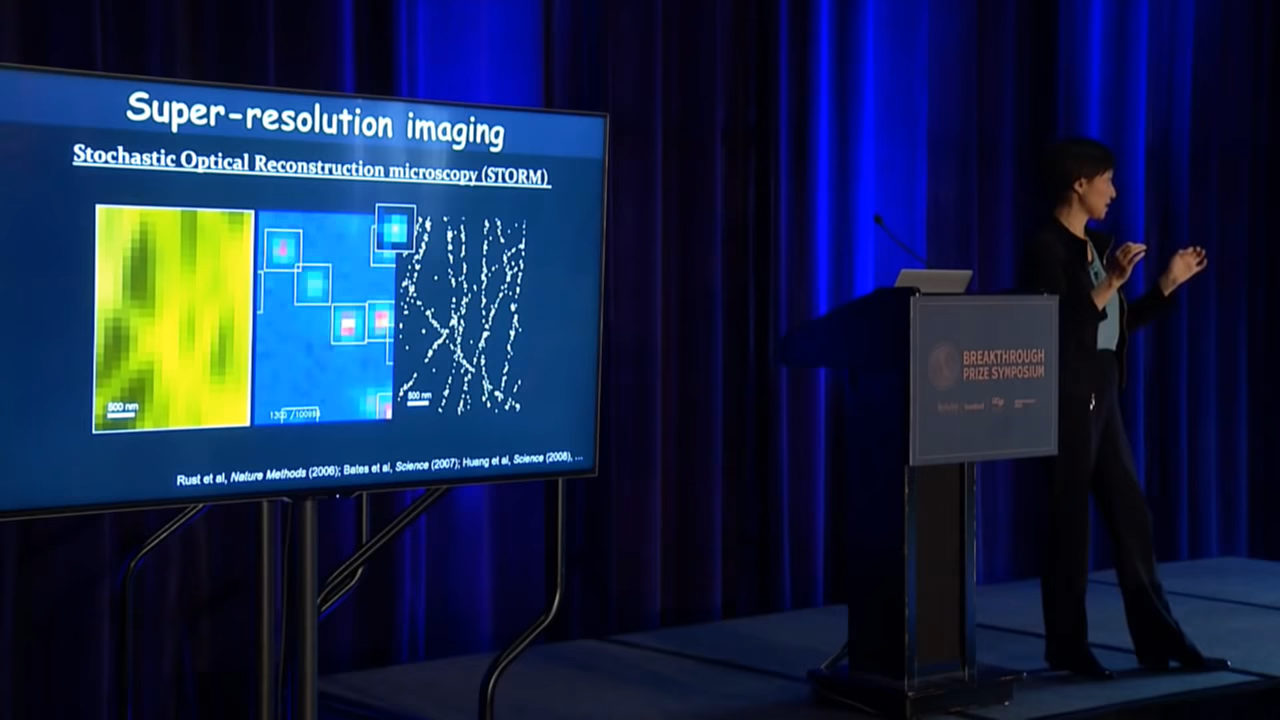 Super-resolution imaging
Stochastic Optical Reconstruction microscopy (STORM)
500 nm
500 nm
Rust et al, Nature Methods (2006); Bates et al, Science (2007); Huang et al, Science (2008), ...
BREAKTHROUGH
PRIZE SYMPOSIUM